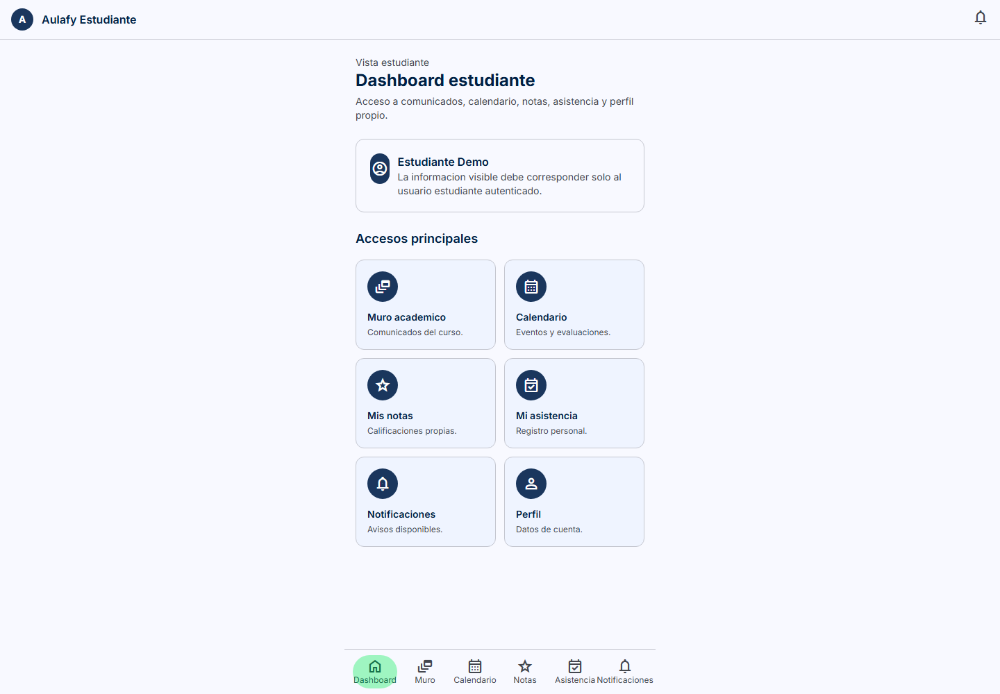 A Aulafy Estudiante
Vista estudiante
Dashboard estudiante
Acceso a comunicados, calendario, notas, asistencia y perfil
propio.
Estudiante Demo
La informacion visible debe corresponder solo al
usuario estudiante autenticado.
Accesos principales
Muro academico
Comunicados del curso.
Calendario
Eventos y evaluaciones.
Mis notas
Calificaciones propias.
Mi asistencia
Registro personal.
Notificaciones
Avisos disponibles.
Perfil
Datos de cuenta.
Dashboard Muro Calendario Notas Asistencia Notificaciones